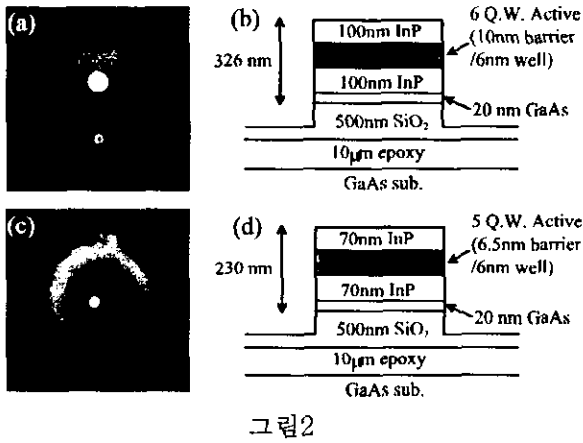 (a)
(b)
6 Q.W. Active
(10nm barrier
/6nm well)
100nm InP
326 nm
100nm InP
20 nm GaAs
500nm SiO₂
10μm epoxy
GaAs sub.
(c)
(d)
5 Q.W. Active
(6.5nm barrier
/6nm well)
70nm InP
230 nm
70nm InP
20 nm GaAs
500nm SiO₂
10μm epoxy
GaAs sub.
그림2